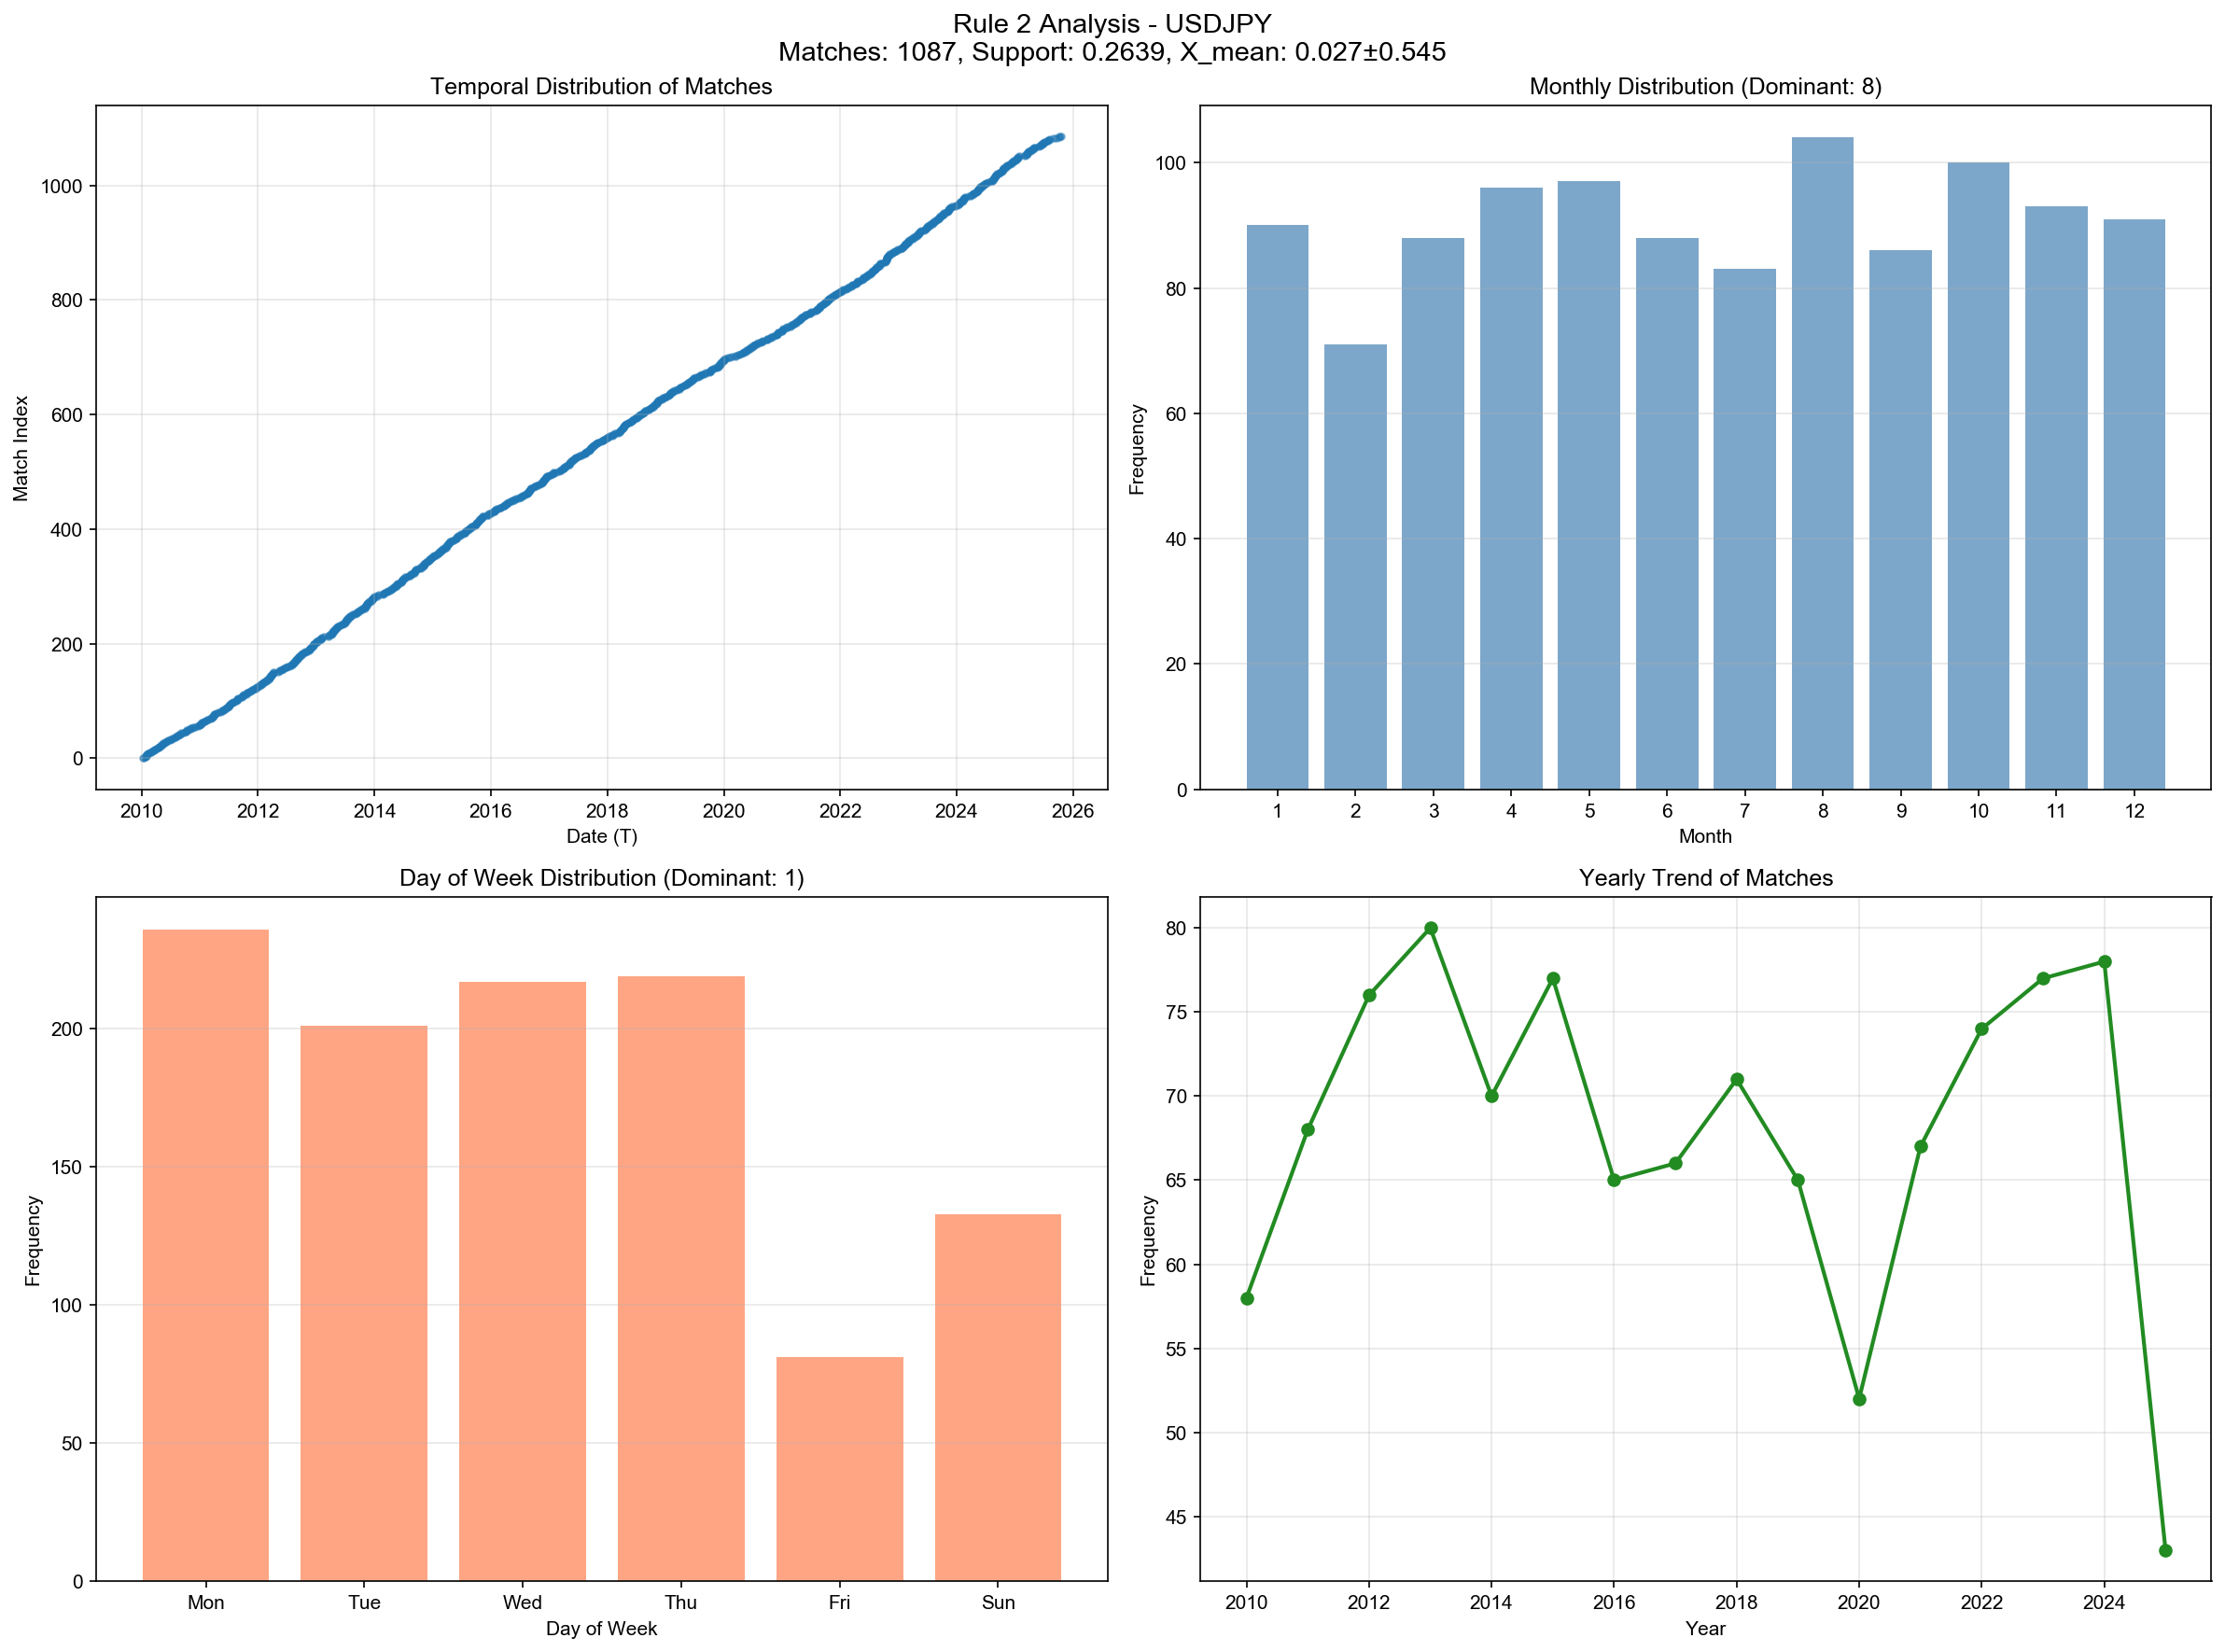 Rule 2 Analysis - USDJPY
Matches: 1087, Support: 0.2639, X_mean: 0.027±0.545
Temporal Distribution of Matches
1000
800
600
400
200
0
Match Index
2010 2012 2014 2016 2018 2020 2022 2024 2026
Date (T)
Monthly Distribution (Dominant: 8)
100
80
60
40
20
0
Frequency
1 2 3 4 5 6 7 8 9 10 11 12
Month
Day of Week Distribution (Dominant: 1)
200
150
100
50
0
Frequency
Mon Tue Wed Thu Fri Sun
Day of Week
Yearly Trend of Matches
80
75
70
65
60
55
50
45
Frequency
2010 2012 2014 2016 2018 2020 2022 2024
Year